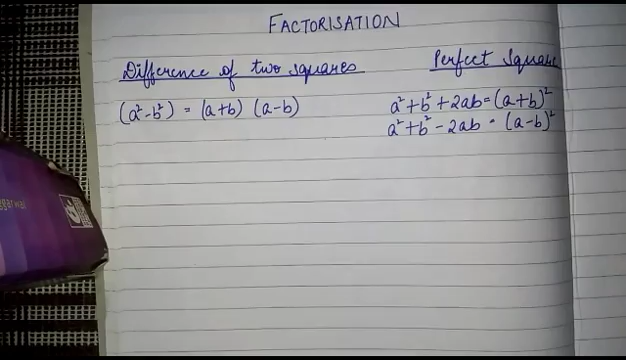 FACTORISATION
Difference of two squares
(a²-b²) = (a+b) (a-b)
Perfect Square
a²+b²+2ab=(a+b)²
a²+b²-2ab = (a-b)²